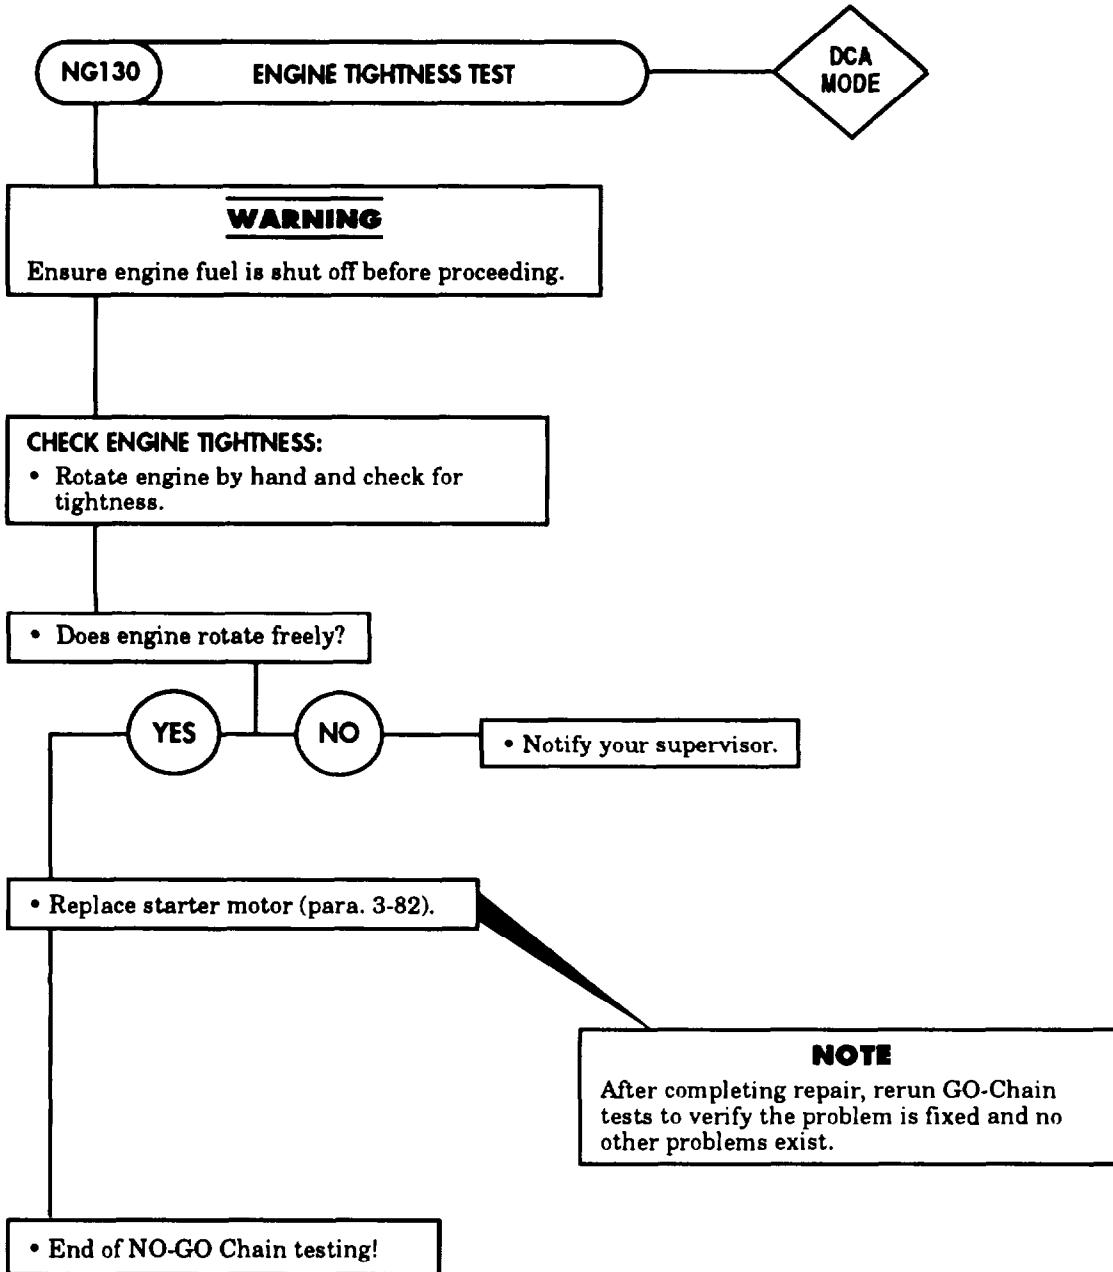 NG130
ENGINE TIGHTNESS TEST
DCA
MODE
WARNING
Ensure engine fuel is shut off before proceeding.
CHECK ENGINE TIGHTNESS:
• Rotate engine by hand and check for
tightness.
• Does engine rotate freely?
YES
NO
• Notify your supervisor.
• Replace starter motor (para. 3-82).
NOTE
After completing repair, rerun GO-Chain
tests to verify the problem is fixed and no
other problems exist.
• End of NO-GO Chain testing!